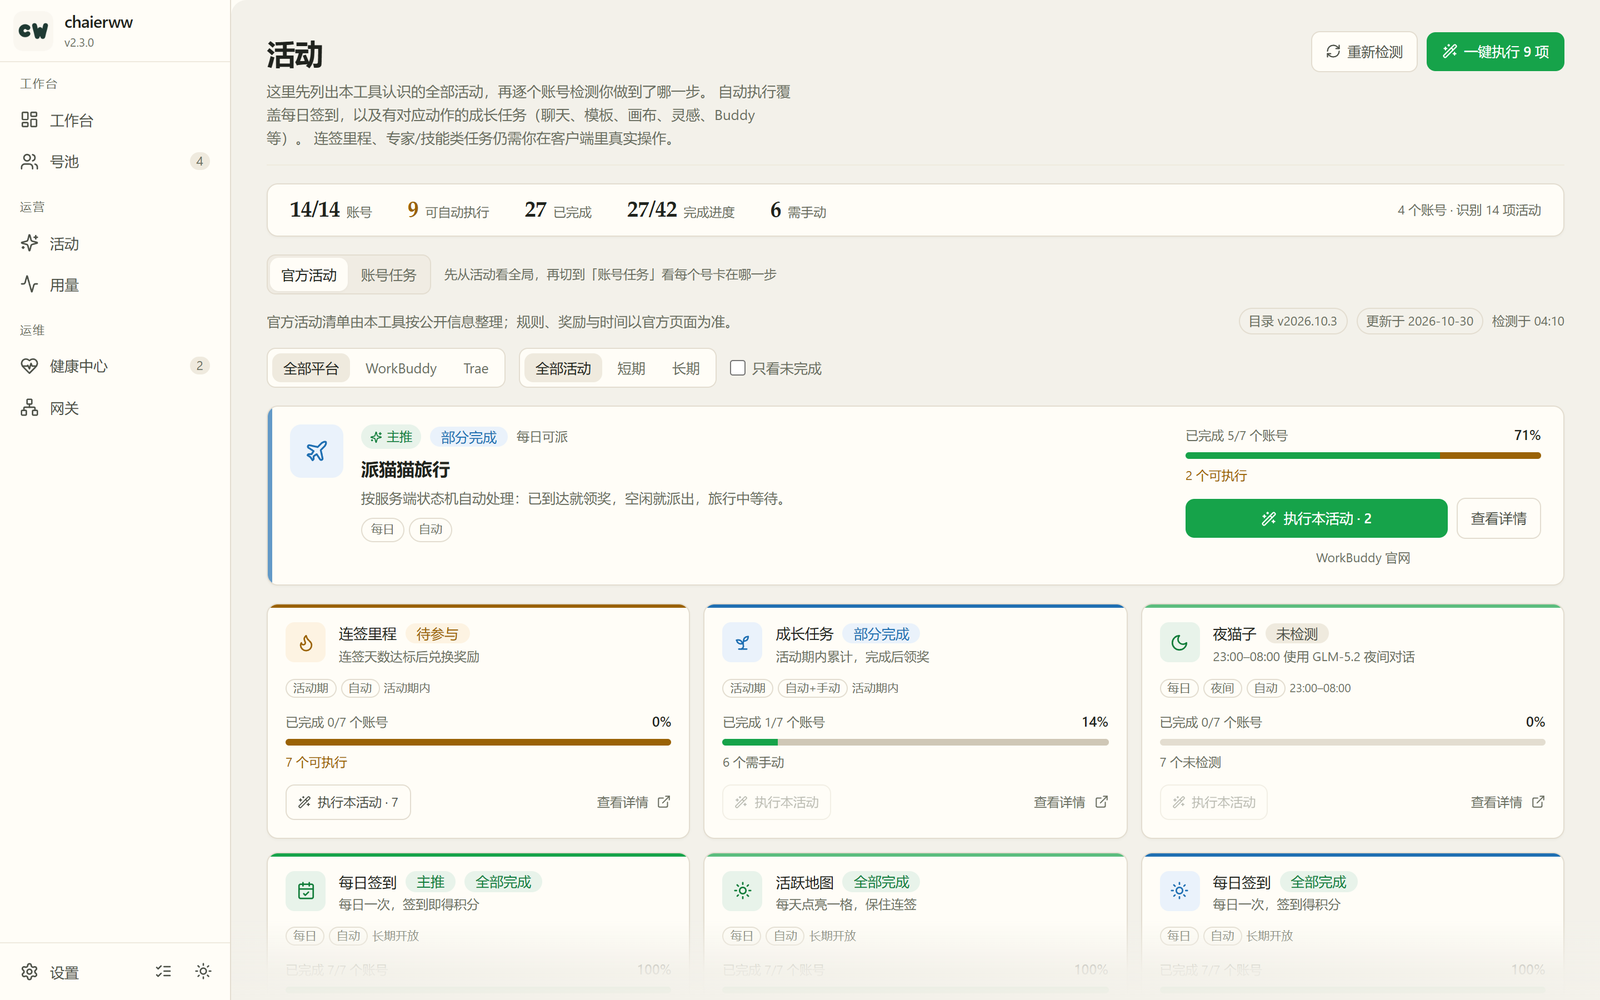 cw
chaierww
v2.3.0
工作台
工作台
号池
4
运营
活动
用量
运维
健康中心
2
网关
设置
活动
这里先列出本工具认识的全部活动，再逐个账号检测你做到了哪一步。 自动执行覆
盖每日签到，以及有对应动作的成长任务（聊天、模板、画布、灵感、Buddy
等）。 连签里程、专家/技能类任务仍需你在客户端里真实操作。
重新检测
一键执行 9 项
14/14 账号
9 可自动执行
27 已完成
27/42 完成进度
6 需手动
4 个账号 · 识别 14 项活动
官方活动
账号任务
先从活动看全局，再切到「账号任务」看每个号卡在哪一步
官方活动清单由本工具按公开信息整理；规则、奖励与时间以官方页面为准。
目录 v2026.10.3
更新于 2026-10-30
检测于 04:10
全部平台
WorkBuddy
Trae
全部活动
短期
长期
只看未完成
主推
部分完成
每日可派
派猫猫旅行
按服务端状态机自动处理：已到达就领奖，空闲就派出，旅行中等待。
每日
自动
已完成 5/7 个账号
71%
2 个可执行
执行本活动 · 2
查看详情
WorkBuddy 官网
连签里程
待参与
连签天数达标后兑换奖励
活动期
自动
活动期内
已完成 0/7 个账号
0%
7 个可执行
执行本活动 · 7
查看详情
成长任务
部分完成
活动期内累计，完成后领奖
活动期
自动+手动
活动期内
已完成 1/7 个账号
14%
6 个需手动
执行本活动
查看详情
夜猫子
未检测
23:00–08:00 使用 GLM-5.2 夜间对话
每日
夜间
自动
23:00–08:00
已完成 0/7 个账号
0%
7 个未检测
执行本活动
查看详情
每日签到
主推
全部完成
每日一次，签到即得积分
每日
自动
长期开放
已完成 7/7 个账号
100%
活跃地图
全部完成
每天点亮一格，保住连签
每日
自动
长期开放
已完成 7/7 个账号
100%
每日签到
全部完成
每日一次，签到得积分
每日
自动
长期开放
已完成 7/7 个账号
100%